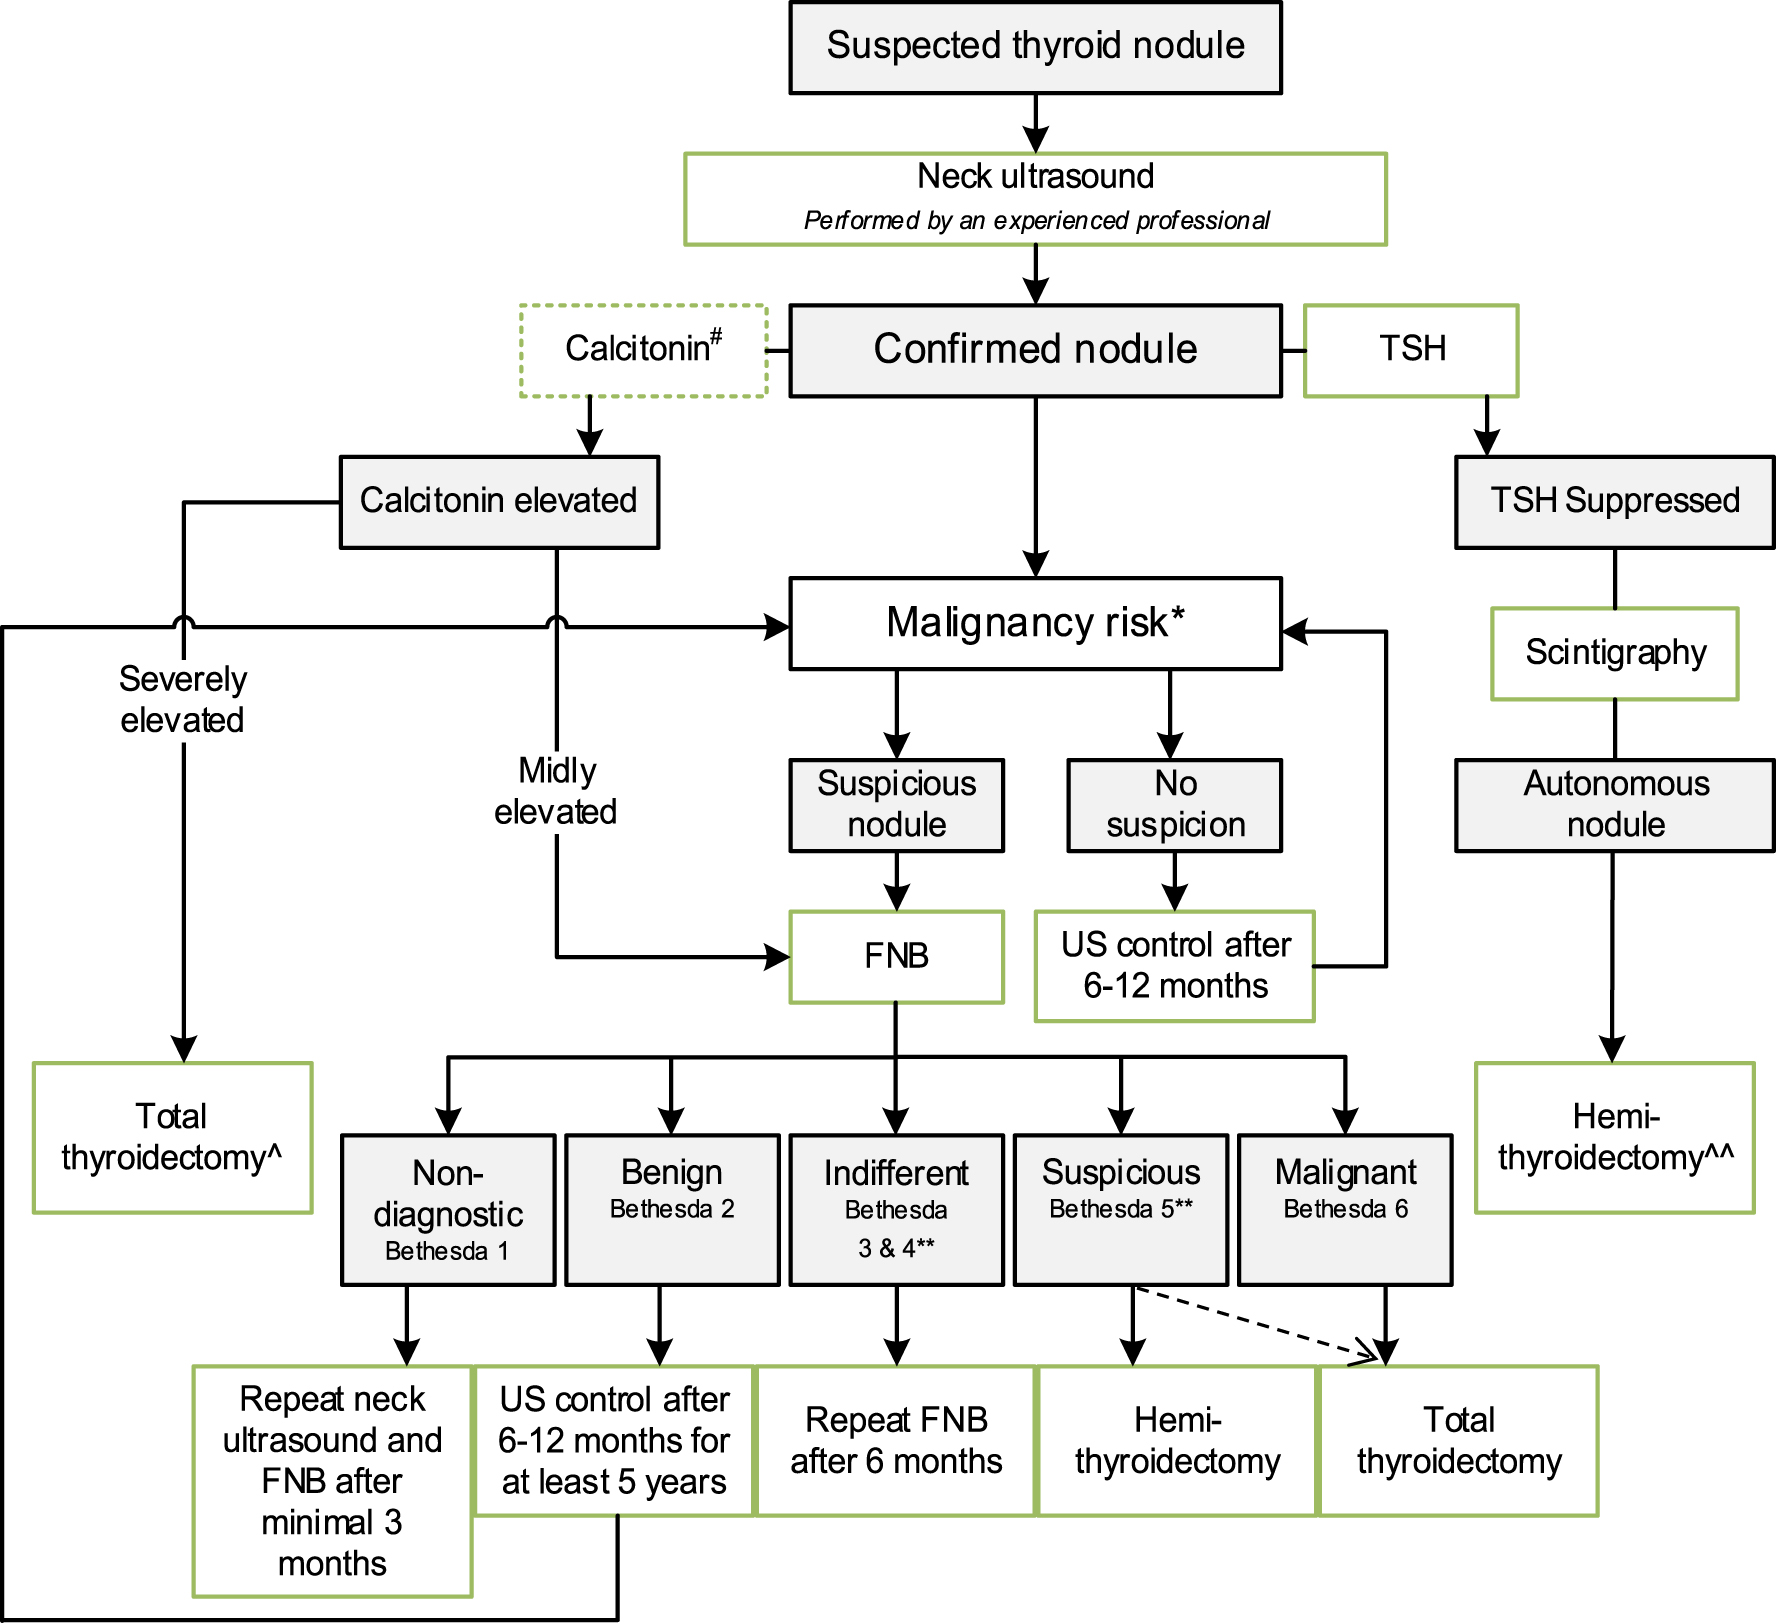 Suspected thyroid nodule
Neck ultrasound
Performed by an experienced professional
Calcitonin#
Confirmed nodule
TSH
Calcitonin elevated
TSH Suppressed
Malignancy risk*
Scintigraphy
Severely
elevated
Midly
elevated
Suspicious
nodule
No
suspicion
Autonomous
nodule
FNB
US control after
6-12 months
Total
thyroidectomy^
Hemi-
thyroidectomy^^
Non-
diagnostic
Bethesda 1
Benign
Bethesda 2
Indifferent
Bethesda
3 & 4**
Suspicious
Bethesda 5**
Malignant
Bethesda 6
Repeat neck
ultrasound and
FNB after
minimal 3
months
US control after
6-12 months for
at least 5 years
Repeat FNB
after 6 months
Hemi-
thyroidectomy
Total
thyroidectomy